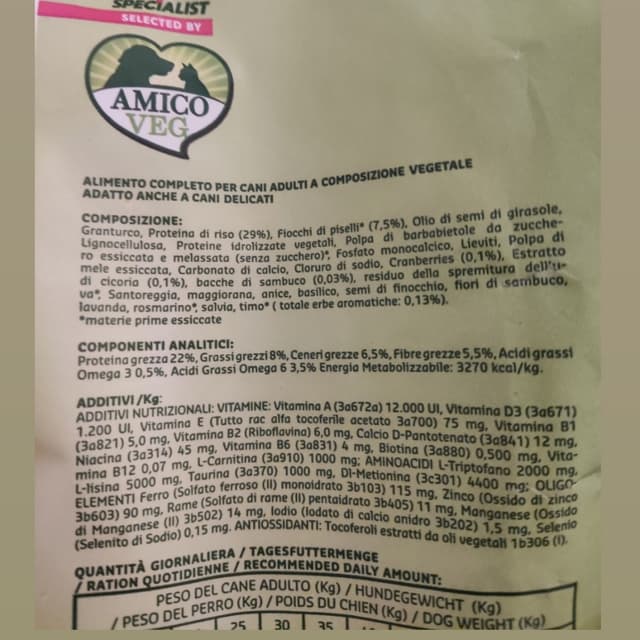 SPECIALIST
SELECTED BY
AMICO
VEG
ALIMENTO COMPLETO PER CANI ADULTI A COMPOSIZIONE VEGETALE
ADATTO ANCHE A CANI DELICATI
COMPOSIZIONE:
Granturco, Proteina di riso (29%), Fiocchi di piselli* (7,5%), Olio di semi di girasole,
Lignocellulosa, Proteine idrolizzate vegetali, Polpa di barbabietole da zucche-
ro essiccata e melassata (senza zucchero)*, Fosfato monocalcico, Lieviti, Polpa di
mele essiccata, Carbonato di calcio, Cloruro di sodio, Cranberries (0,1%), Estratto
di cicoria (0,1%), bacche di sambuco (0,03%), residuo della spremitura dell'u-
va*, Santoreggia, maggiorana, anice, basilico, semi di finocchio, fiori di sambuco,
lavanda, rosmarino*, salvia, timo* ( totale erbe aromatiche: 0,13%).
*materie prime essiccate
COMPONENTI ANALITICI:
Proteina grezza 22%, Grassi grezzi 8%, Ceneri grezze 6,5%, Fibre grezze 5,5%, Acidi grassi
Omega 3 0,5%, Acidi Grassi Omega 6 3,5% Energia Metabolizzabile: 3270 kcal/kg.
ADDITIVI /Kg:
ADDITIVI NUTRIZIONALI: VITAMINE: Vitamina A (3a672a) 12.000 UI, Vitamina D3 (3a671)
1.200 UI, Vitamina E (Tutto rac alfa tocoferile acetato 3a700) 75 mg, Vitamina B1
(3a821) 5,0 mg, Vitamina B2 (Riboflavina) 6,0 mg, Calcio D-Pantotenato (3a841) 12 mg,
Niacina (3a314) 45 mg, Vitamina B6 (3a831) 4 mg, Biotina (3a880) 0,500 mg, Vita-
mina B12 0,07 mg, L-Carnitina (3a910) 1000 mg; AMINOACIDI L-Triptofano 2000 mg,
L-lisina 5000 mg, Taurina (3a370) 1000 mg, Dl-Metionina (3c301) 4400 mg; OLIGO-
ELEMENTI Ferro (Solfato ferroso (II) monoidrato 3b103) 115 mg, Zinco (Ossido di zinco
3b603) 90 mg, Rame (Solfato di rame (II) pentaidrato 3b405) 11 mg, Manganese (Ossido
di Manganese (II) 3b502) 14 mg, Iodio (Iodato di calcio anidro 3b202) 1,5 mg, Selenio
(Selenito di Sodio) 0,15 mg. ANTIOSSIDANTI: Tocoferoli estratti da oli vegetali 1b306 (I).
QUANTITÀ GIORNALIERA / TAGESFUTTERMENGE
/ RATION QUOTIDIENNE / RECOMMENDED DAILY AMOUNT:
PESO DEL CANE ADULTO (Kg) / HUNDEGEWICHT (Kg)
/ PESO DEL PERRO (Kg) / POIDS DU CHIEN (Kg) / DOG WEIGHT (Kg)
25 30 35